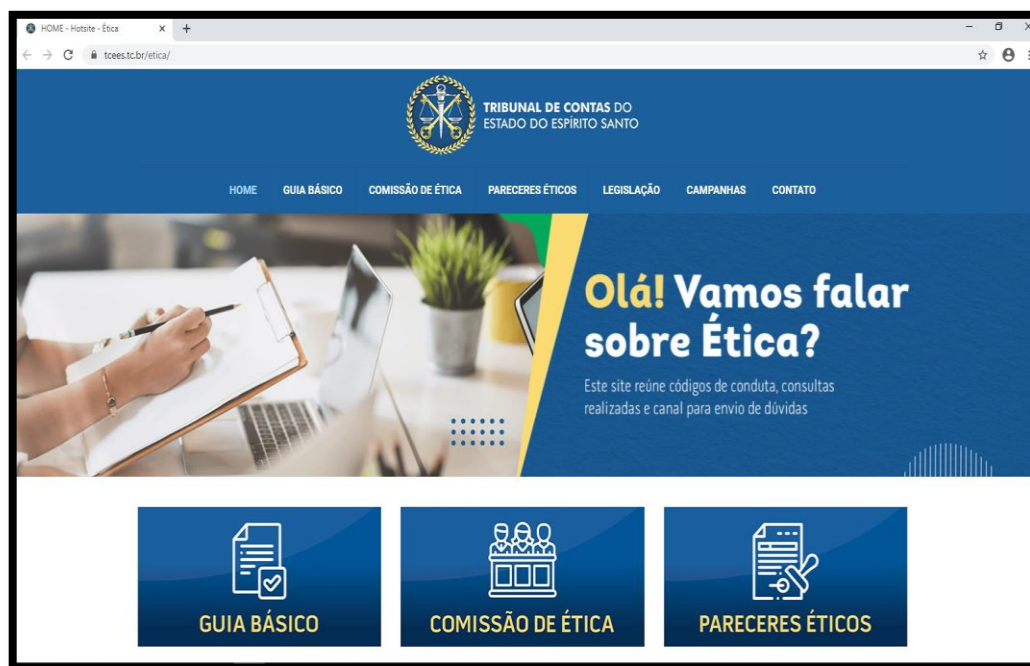 HOME - Hotsite - Ética
tcees.tc.br/etica/
TRIBUNAL DE CONTAS DO
ESTADO DO ESPÍRITO SANTO
HOME GUIA BÁSICO COMISSÃO DE ÉTICA PARECERES ÉTICOS LEGISLAÇÃO CAMPANHAS CONTATO
Olá! Vamos falar
sobre Ética?
Este site reúne códigos de conduta, consultas
realizadas e canal para envio de dúvidas
GUIA BÁSICO COMISSÃO DE ÉTICA PARECERES ÉTICOS